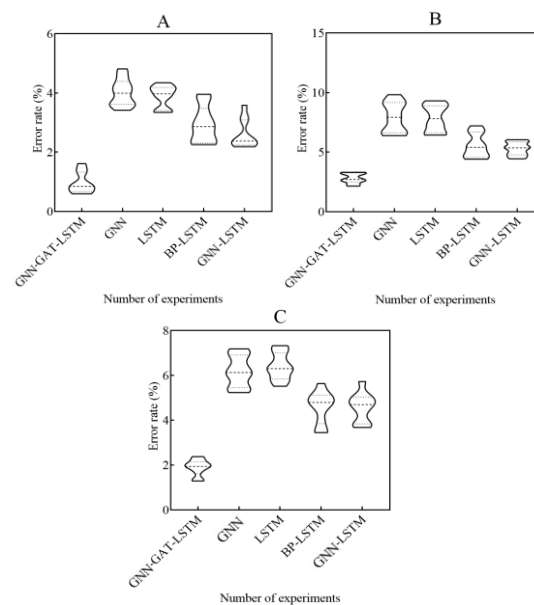 A
6
4
2
0
Error rate (%)
GNN-GAT-LSTM
GNN
LSTM
BP-LSTM
GNN-LSTM
Number of experiments
B
15
10
5
0
Error rate (%)
GNN-GAT-LSTM
GNN
LSTM
BP-LSTM
GNN-LSTM
Number of experiments
C
8
6
4
2
0
Error rate (%)
GNN-GAT-LSTM
GNN
LSTM
BP-LSTM
GNN-LSTM
Number of experiments